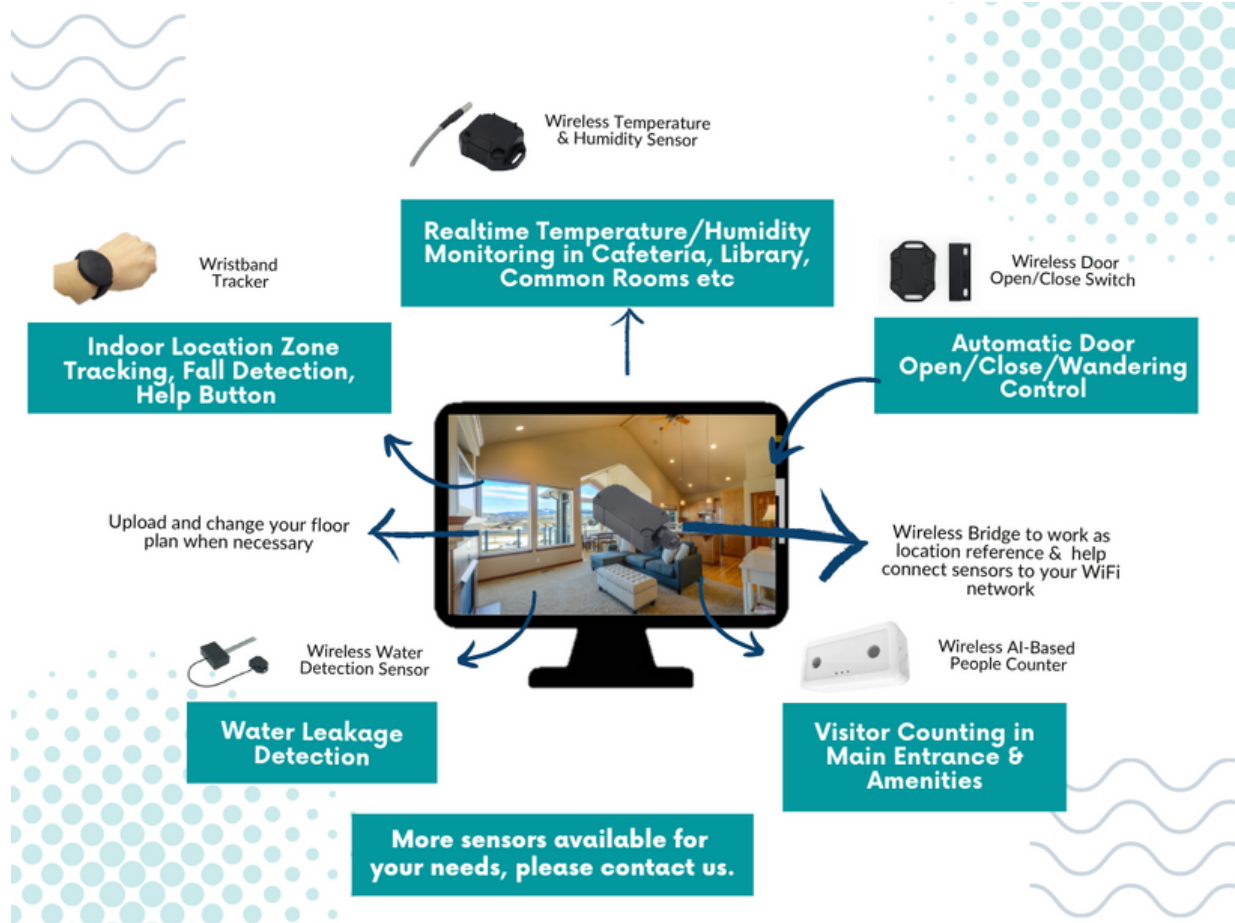 Wireless Temperature
& Humidity Sensor
Realtime Temperature/Humidity
Monitoring in Cafeteria, Library,
Common Rooms etc
Wristband
Tracker
Indoor Location Zone
Tracking, Fall Detection,
Help Button
Wireless Door
Open/Close Switch
Automatic Door
Open/Close/Wandering
Control
Upload and change your floor
plan when necessary
Wireless Bridge to work as
location reference & help
connect sensors to your WiFi
network
Wireless Water
Detection Sensor
Water Leakage
Detection
Wireless AI-Based
People Counter
Visitor Counting in
Main Entrance &
Amenities
More sensors available for
your needs, please contact us.